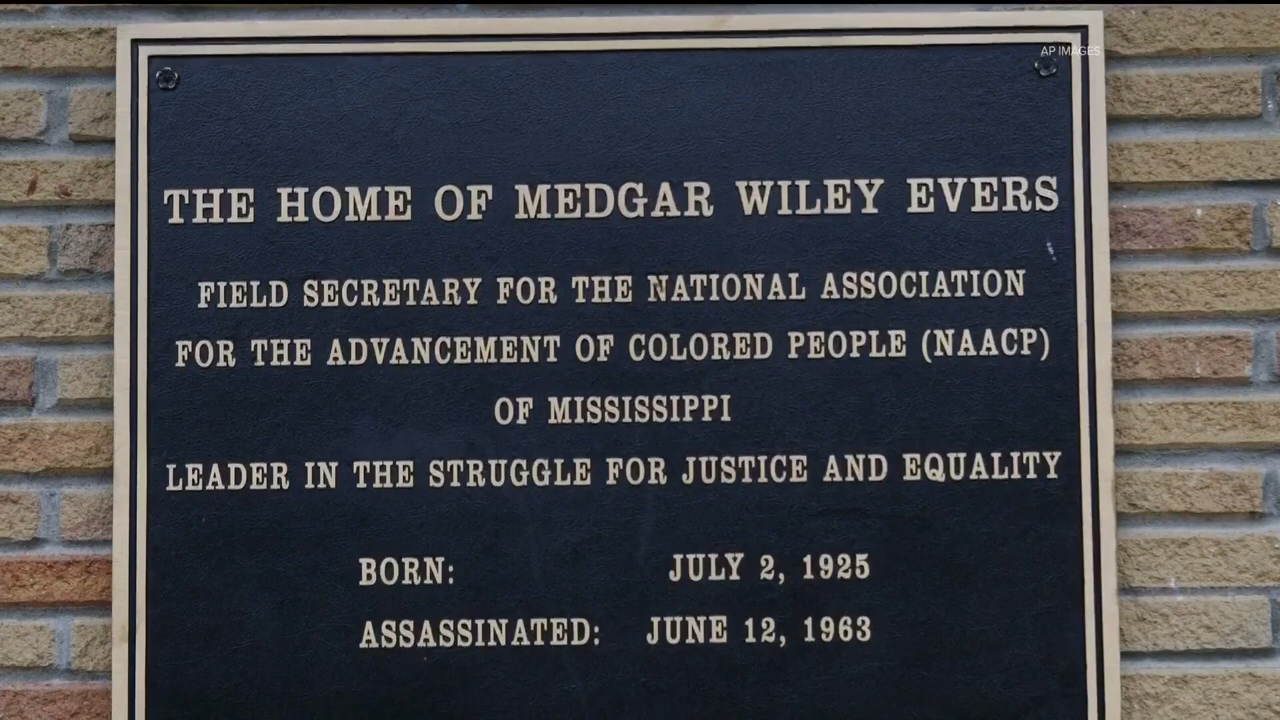 AP IMAGES
THE HOME OF MEDGAR WILEY EVERS
FIELD SECRETARY FOR THE NATIONAL ASSOCIATION
FOR THE ADVANCEMENT OF COLORED PEOPLE (NAACP)
OF MISSISSIPPI
LEADER IN THE STRUGGLE FOR JUSTICE AND EQUALITY
BORN: JULY 2, 1925
ASSASSINATED: JUNE 12, 1963